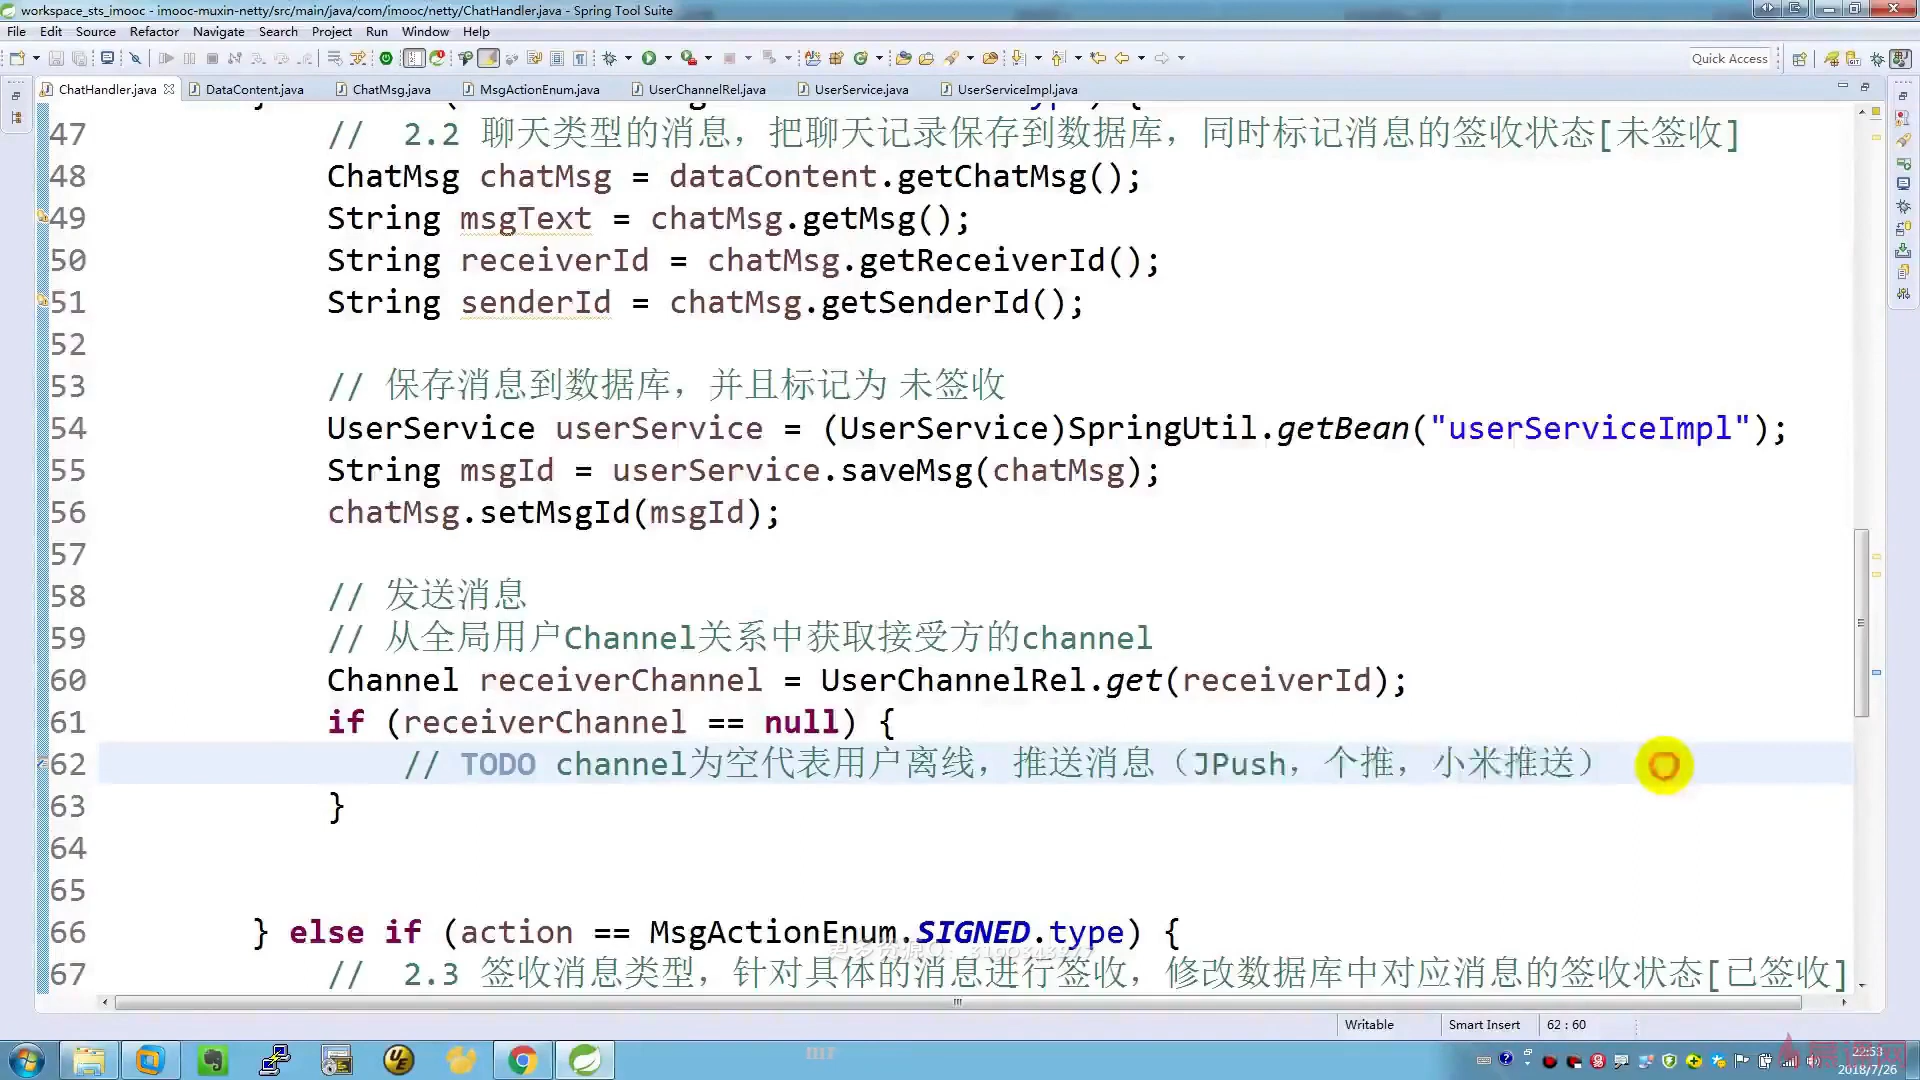 workspace_sts_imooc - imooc-muxin-netty/src/main/java/com/imooc/netty/ChatHandler.java - Spring Tool Suite
File Edit Source Refactor Navigate Search Project Run Window Help
Quick Access
ChatHandler.java DataContent.java ChatMsg.java MsgActionEnum.java UserChannelRel.java UserService.java UserServiceImpl.java
47 // 2.2 聊天类型的消息，把聊天记录保存到数据库，同时标记消息的签收状态[未签收]
48 ChatMsg chatMsg = dataContent.getChatMsg();
49 String msgText = chatMsg.getMsg();
50 String receiverId = chatMsg.getReceiverId();
51 String senderId = chatMsg.getSenderId();
52
53 // 保存消息到数据库，并且标记为 未签收
54 UserService userService = (UserService)SpringUtil.getBean("userServiceImpl");
55 String msgId = userService.saveMsg(chatMsg);
56 chatMsg.setMsgId(msgId);
57
58 // 发送消息
59 // 从全局用户Channel关系中获取接受方的channel
60 Channel receiverChannel = UserChannelRel.get(receiverId);
61 if (receiverChannel == null) {
62 // TODO channel为空代表用户离线，推送消息（JPush，个推，小米推送）
63 }
64
65
66 } else if (action == MsgActionEnum.SIGNED.type) {
67 // 2.3 签收消息类型，针对具体的消息进行签收，修改数据库中对应消息的签收状态[已签收]
Writable Smart Insert 62 : 60
22:53
2018/7/26